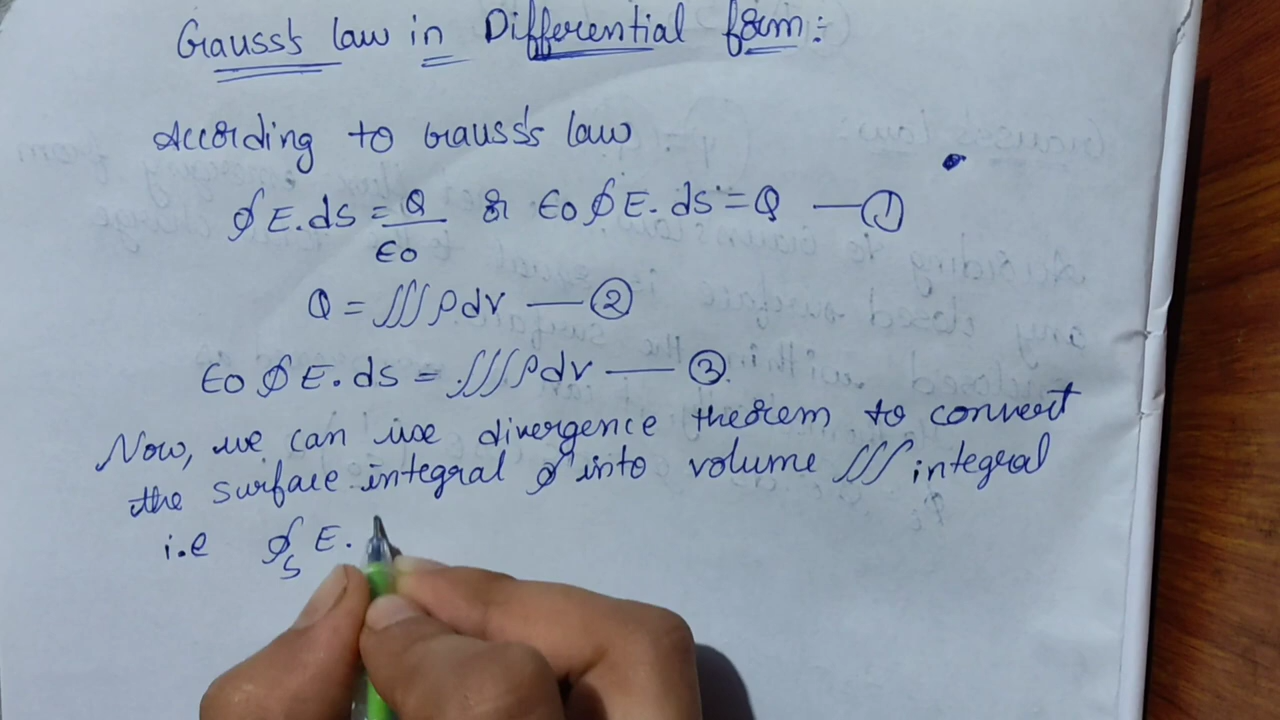 Gauss's law in Differential form:
According to Gauss's law
∮ E.ds = Q/ϵ0 or ϵ0 ∮ E.ds = Q —①
Q = ∭ ρdv —②
ϵ0 ∮ E.ds = ∭ ρdv —③.
Now, we can use divergence theorem to convert
the surface integral ∮ into volume ∭ integral
i.e ∮s E.